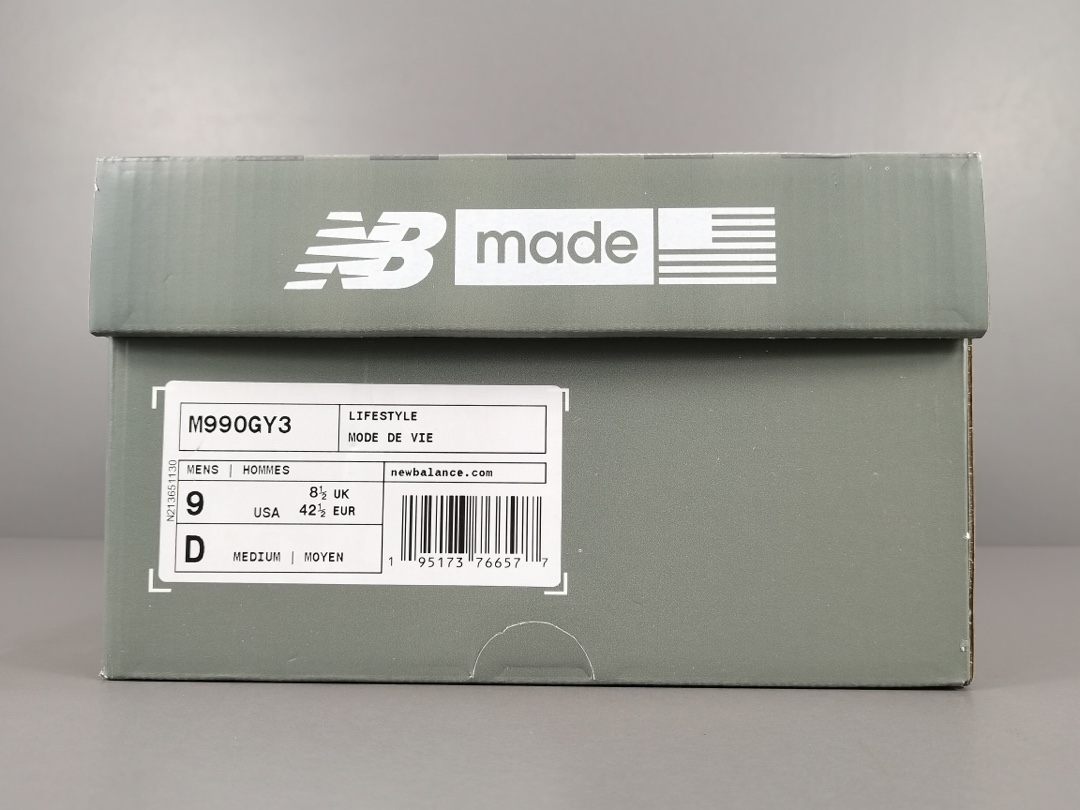 NB made
M990GY3
LIFESTYLE
MODE DE VIE
MENS | HOMMES
newbalance.com
9 USA 8½ UK
42½ EUR
D MEDIUM | MOYEN
1 95173 76657 7
N213651130